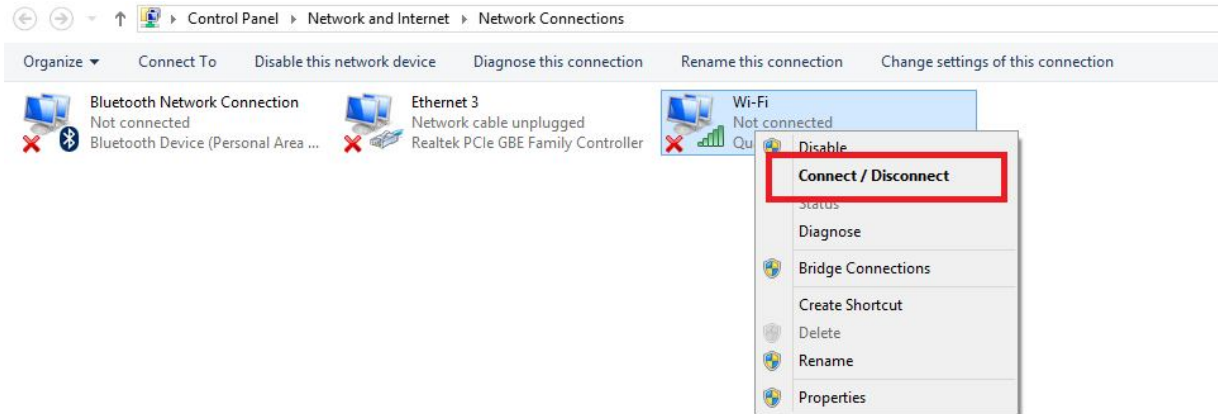 Control Panel Network and Internet Network Connections
Organize Connect To Disable this network device Diagnose this connection Rename this connection Change settings of this connection
Bluetooth Network Connection
Not connected
Bluetooth Device (Personal Area ...
Ethernet 3
Network cable unplugged
Realtek PCIe GBE Family Controller
Wi-Fi
Not connected
Disable
Connect / Disconnect
Status
Diagnose
Bridge Connections
Create Shortcut
Delete
Rename
Properties